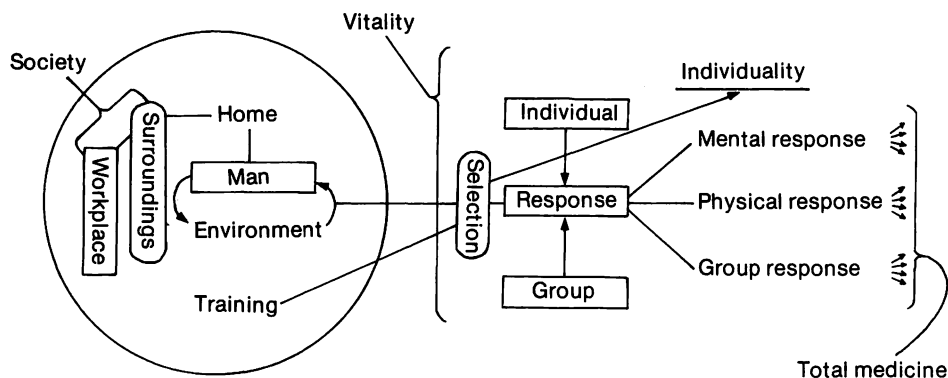 Society
Workplace
Surroundings
Home
Man
Environment
Training
Vitality
Selection
Individuality
Individual
Response
Group
Mental response
Physical response
Group response
Total medicine